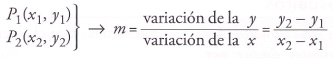 P₁(x₁, y₁)
P₂(x₂, y₂) } → m = variación de la y / variación de la x = y₂ – y₁ / x₂ – x₁